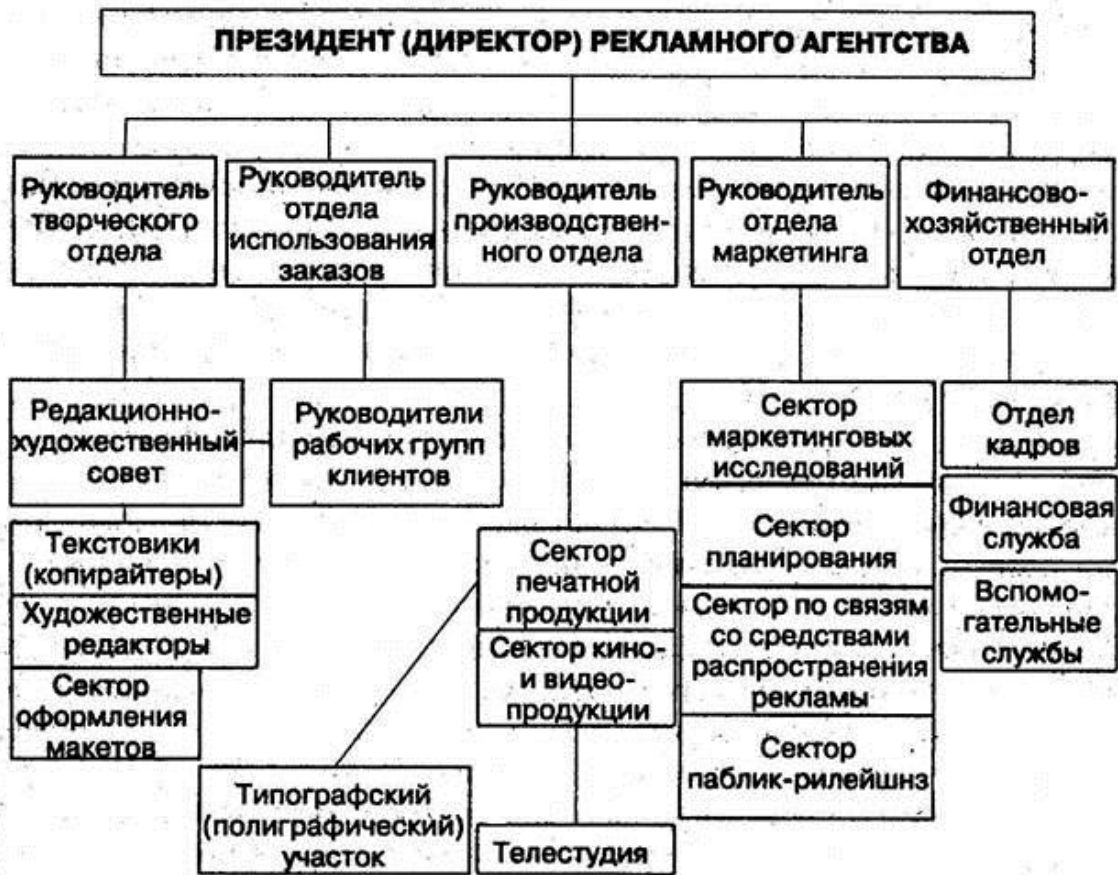 ПРЕЗИДЕНТ (ДИРЕКТОР) РЕКЛАМНОГО АГЕНТСТВА
Руководитель
творческого
отдела
Руководитель
отдела
использования
заказов
Руководитель
производствен-
ного отдела
Руководитель
отдела
маркетинга
Финансово-
хозяйственный
отдел
Редакционно-
художественный
совет
Руководители
рабочих групп
клиентов
Сектор
маркетинговых
исследований
Отдел
кадров
Текстовики
(копирайтеры)
Художественные
редакторы
Сектор
оформления
макетов
Сектор
печатной
продукции
Сектор кино-
и видео-
продукции
Сектор
планирования
Сектор по связям
со средствами
распространения
рекламы
Сектор
паблик-рилейшнз
Финансовая
служба
Вспомо-
гательные
службы
Типографский
(полиграфический)
участок
Телестудия